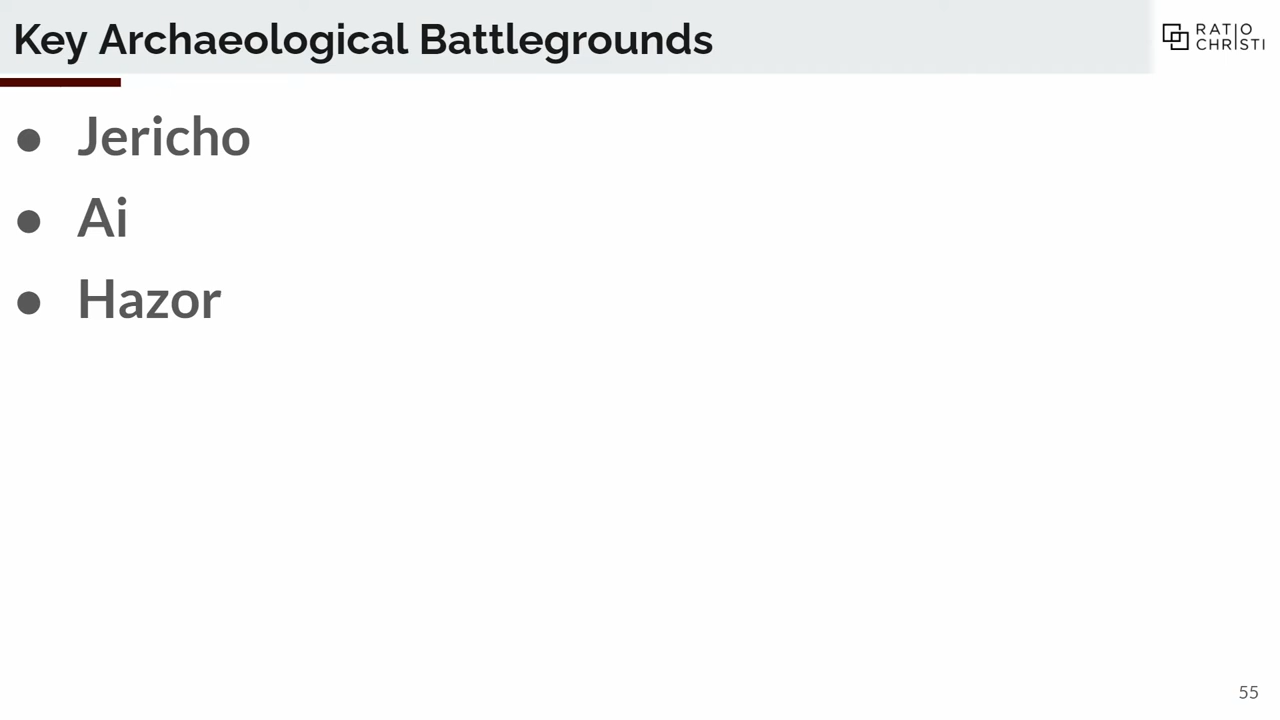 Key Archaeological Battlegrounds
RATIO
CHRISTI
● Jericho
● Ai
● Hazor
55